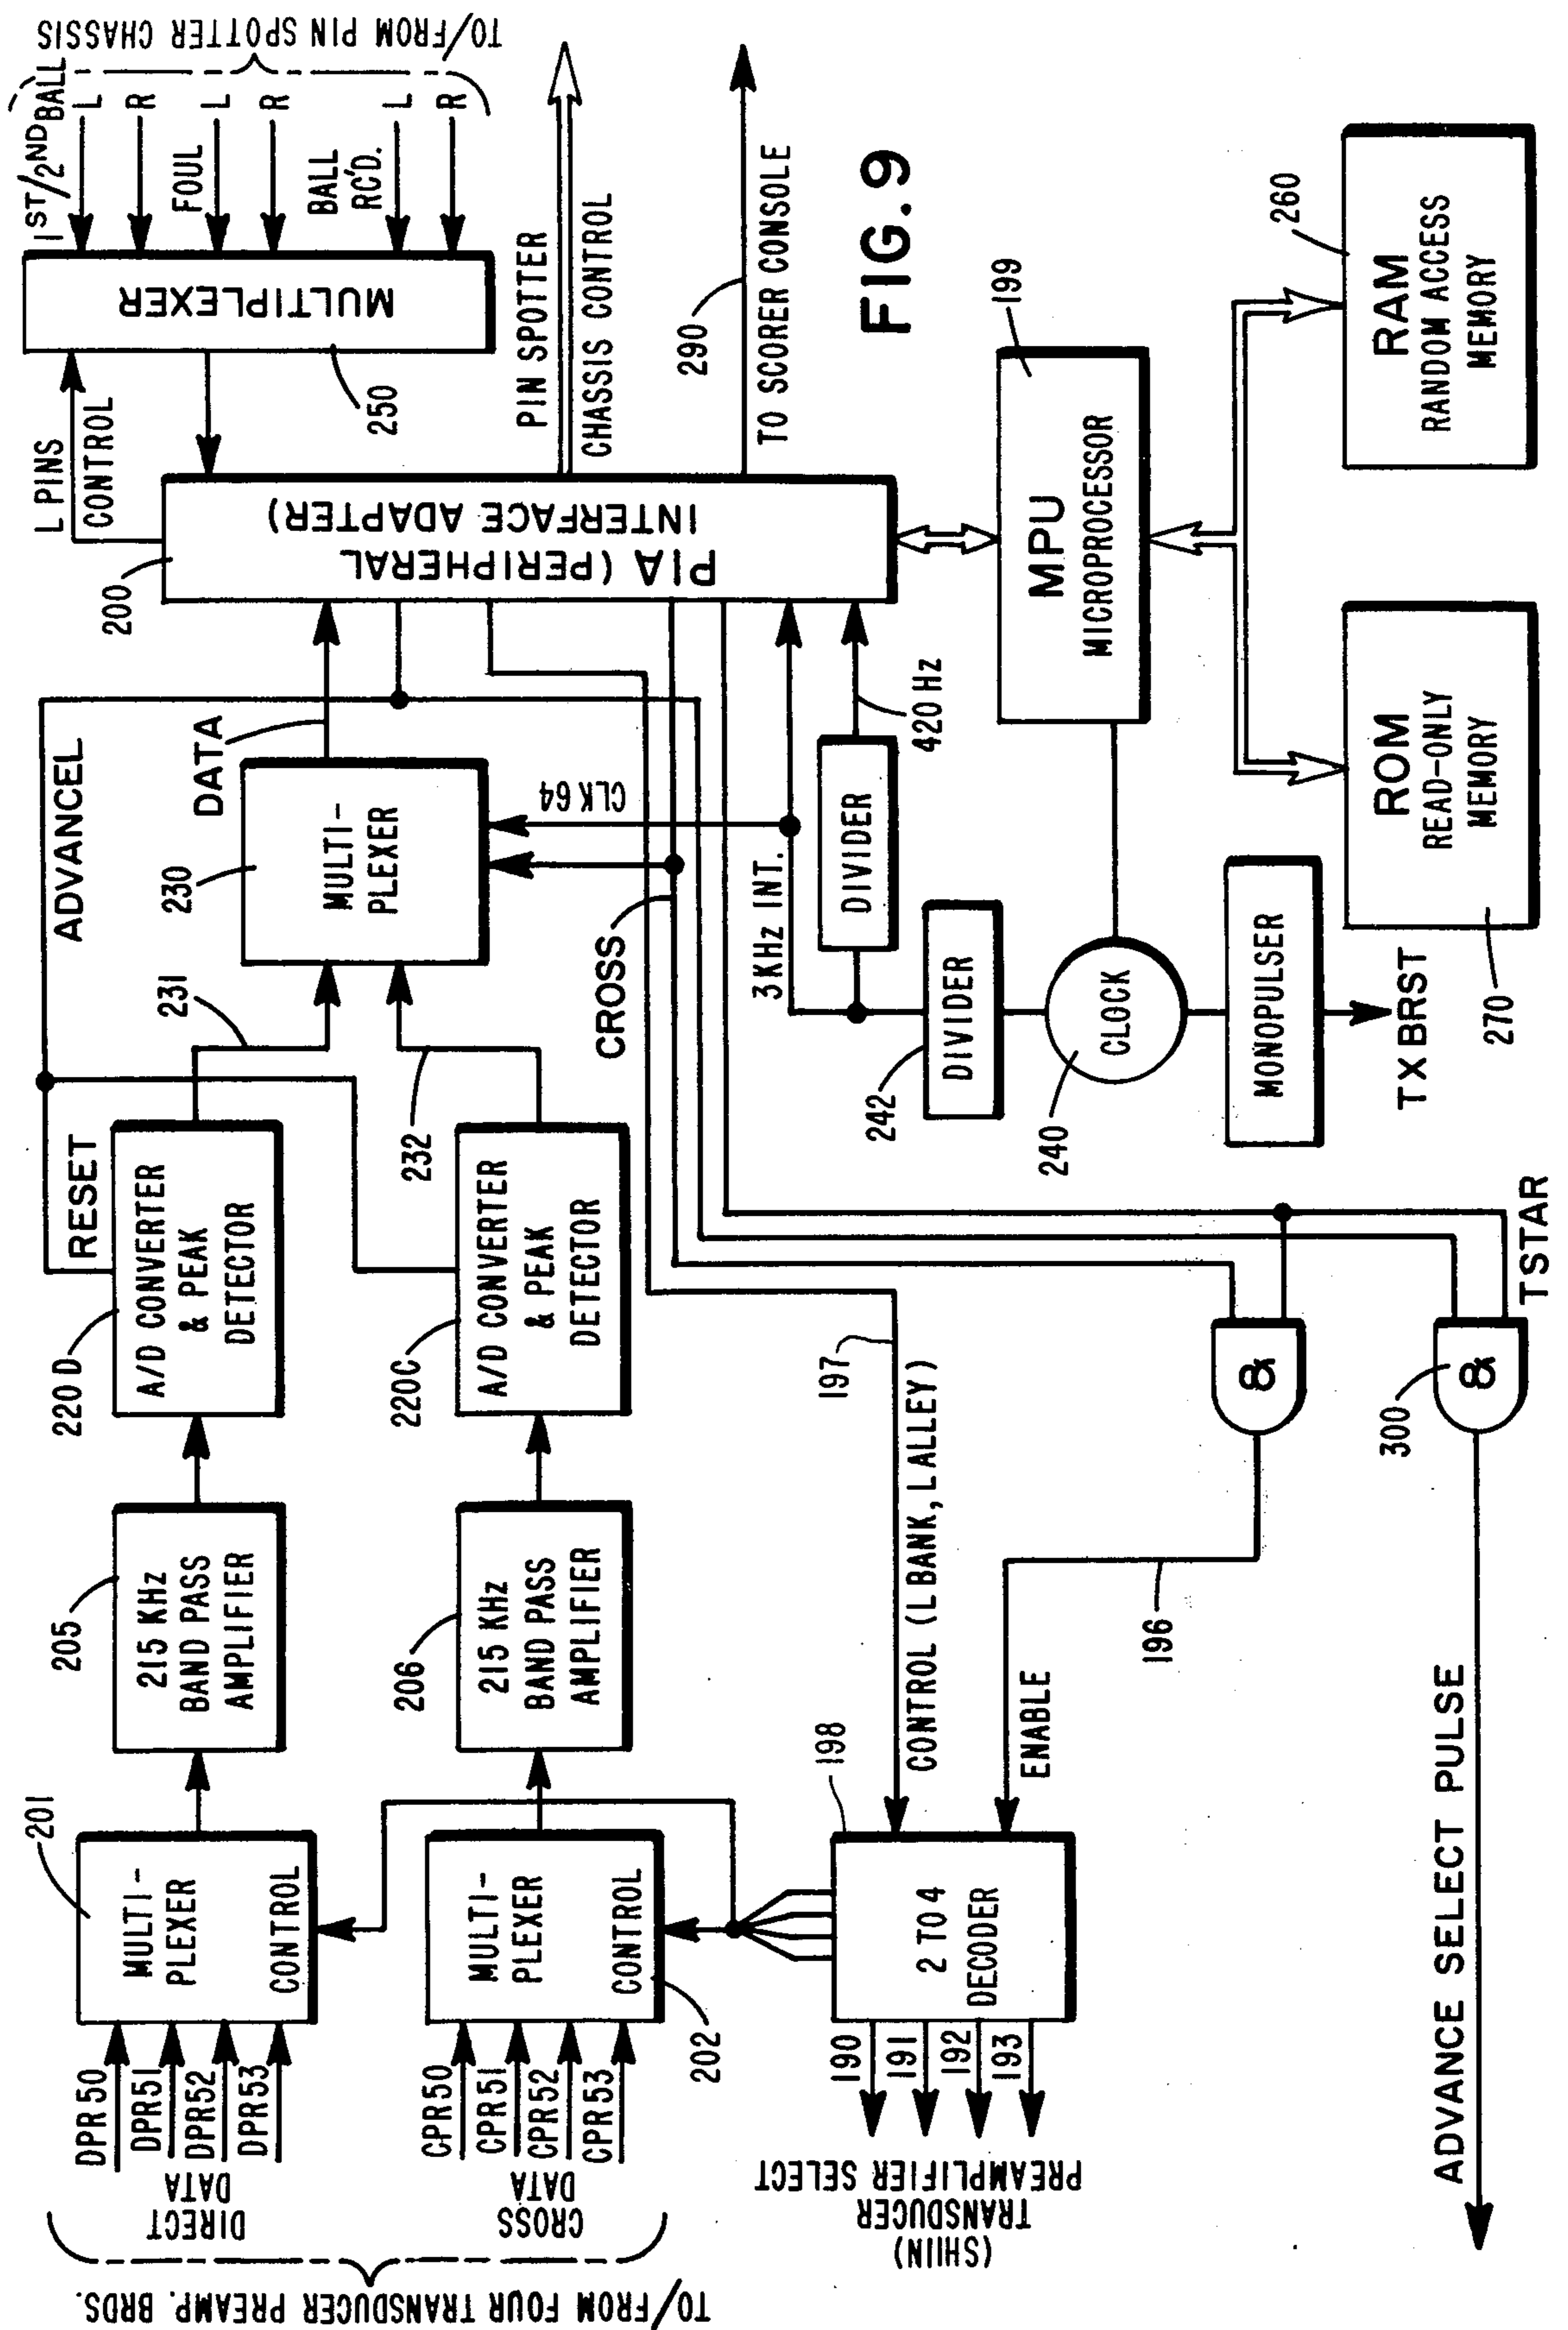 TO/FROM FOUR TRANSDUCER PREAMP. BRDS.
DIRECT
DATA
DPR50
DPR51
DPR52
DPR53
CROSS
DATA
CPR50
CPR51
CPR52
CPR53
201
MULTI-
PLEXER
CONTROL
202
MULTI-
PLEXER
CONTROL
205
215 KHz
BAND PASS
AMPLIFIER
206
215 KHz
BAND PASS
AMPLIFIER
220D
A/D CONVERTER
& PEAK
DETECTOR
RESET
220C
A/D CONVERTER
& PEAK
DETECTOR
231
232
ADVANCEL
230
MULTI-
PLEXER
DATA
CLK 64
CROSS
200
PIA (PERIPHERAL
INTERFACE ADAPTER)
L PINS
CONTROL
250
MULTIPLEXER
1ST/2ND BALL
L
R
FOUL
L
R
BALL
RC'D.
L
R
TO/FROM PIN SPOTTER CHASSIS
PIN SPOTTER
CHASSIS CONTROL
290
TO SCORER CONSOLE
FIG. 9
(SHIIN)
TRANSDUCER
PREAMPLIFIER SELECT
190
191
192
193
198
2 TO 4
DECODER
197
CONTROL (LBANK, LALLEY)
ENABLE
196
&
300
&
TSTAR
ADVANCE SELECT PULSE
3 KHz INT.
DIVIDER
420 Hz
242
DIVIDER
240
CLOCK
MONOPULSER
TX BRST
199
MPU
MICROPROCESSOR
270
ROM
READ-ONLY
MEMORY
260
RAM
RANDOM ACCESS
MEMORY